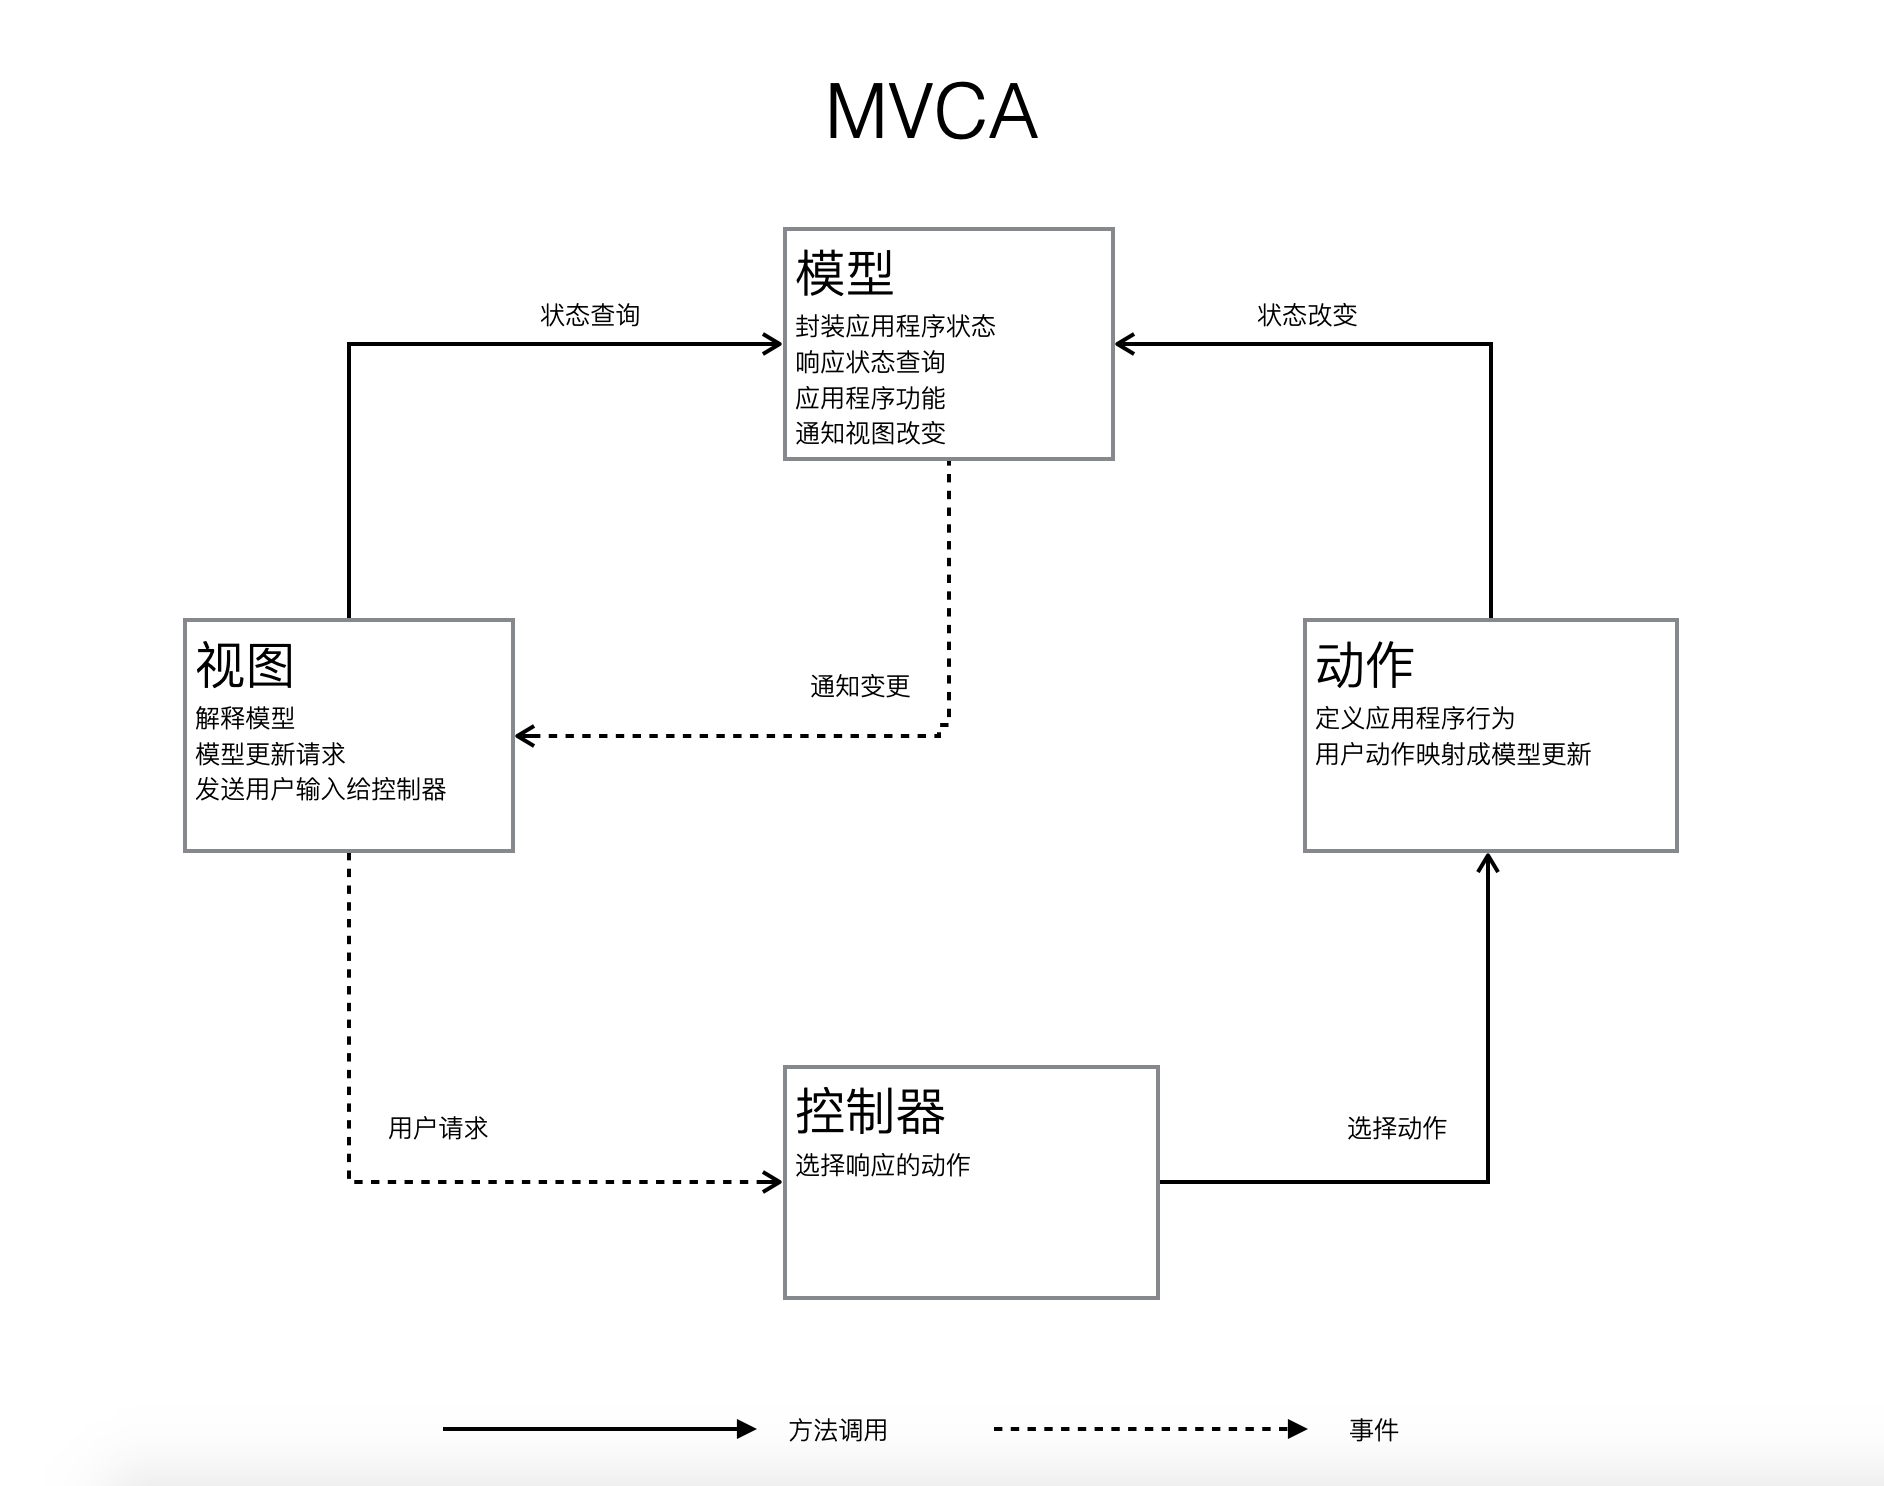 MVCA
模型
封装应用程序状态
响应状态查询
应用程序功能
通知视图改变
状态查询
状态改变
视图
解释模型
模型更新请求
发送用户输入给控制器
通知变更
动作
定义应用程序行为
用户动作映射成模型更新
用户请求
控制器
选择响应的动作
选择动作
方法调用
事件